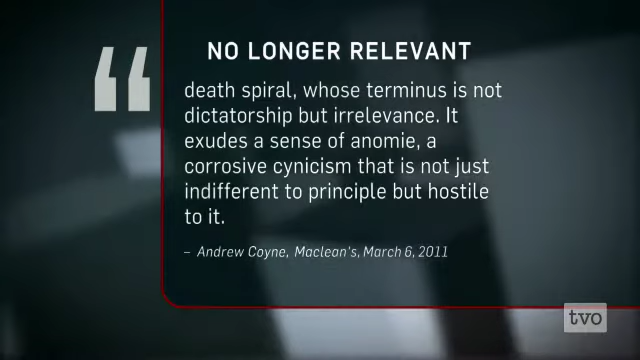 NO LONGER RELEVANT
death spiral, whose terminus is not
dictatorship but irrelevance. It
exudes a sense of anomie, a
corrosive cynicism that is not just
indifferent to principle but hostile
to it.
– Andrew Coyne, Maclean's, March 6, 2011
tvo